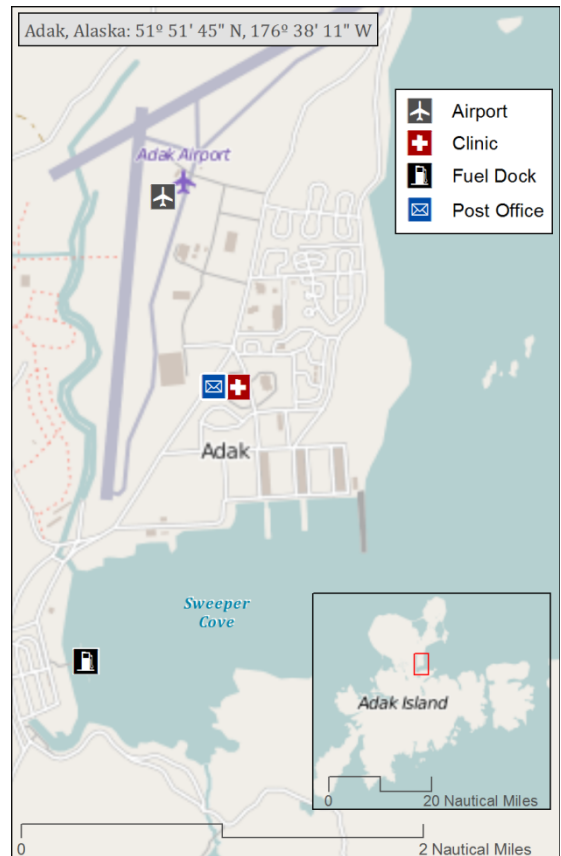 Adak, Alaska: 51º 51' 45" N, 176º 38' 11" W
Airport
Clinic
Fuel Dock
Post Office
Adak Airport
Adak
Sweeper
Cove
Adak Island
0
20 Nautical Miles
0
2 Nautical Miles